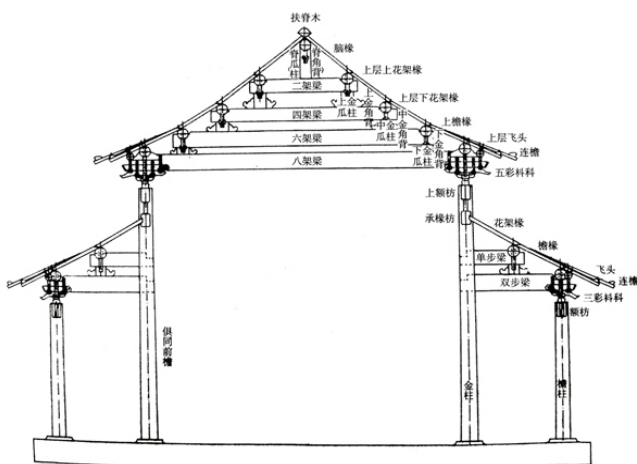 扶脊木
脊瓜柱
脊角背
脑椽
上层上花架椽
二架梁
上金瓜柱
上金角背
上层下花架椽
四架梁
中金瓜柱
中金角背
上檐椽
六架梁
下金瓜柱
下金角背
上层飞头
连檐
八架梁
五彩科科
上额枋
承椽枋
花架椽
檐椽
单步梁
飞头
连檐
双步梁
三彩科科
额枋
俱同前檐
金柱
檐柱